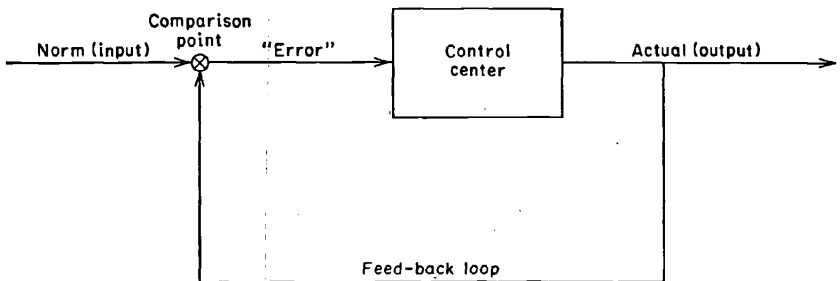 Comparison
point
Norm (input)
“Error”
Control
center
Actual (output)
Feed-back loop